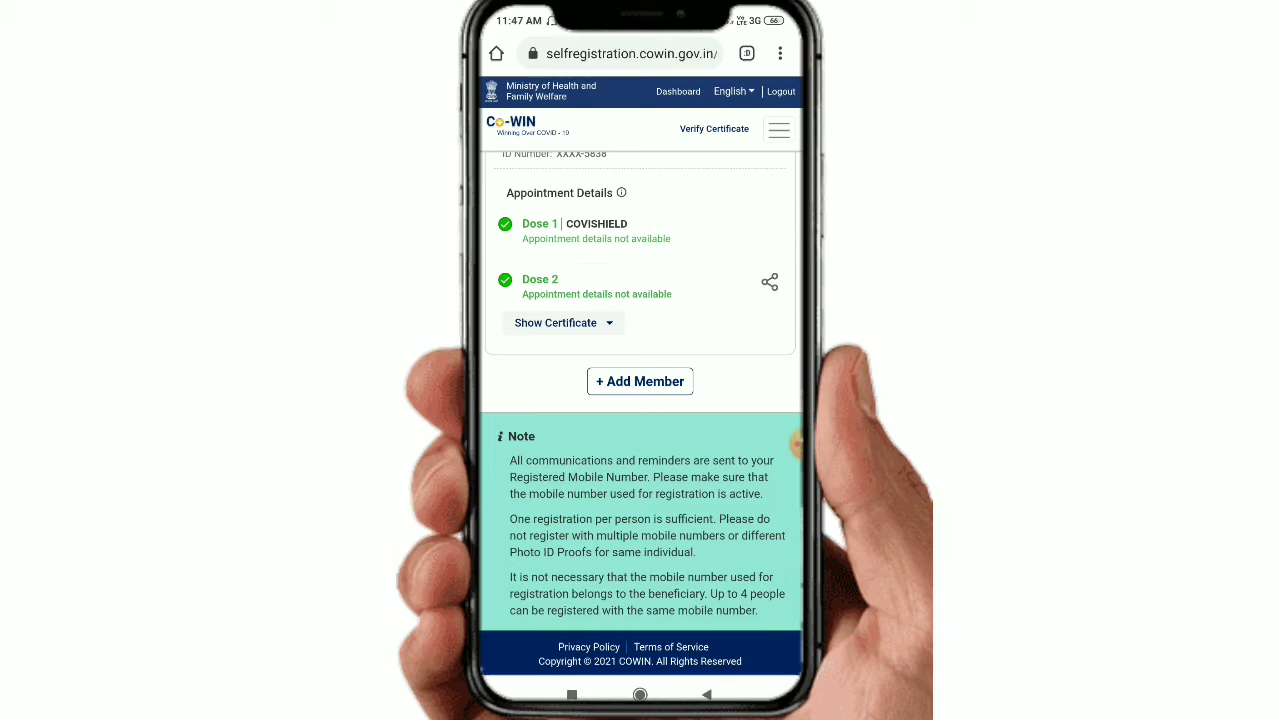 11:47 AM
Vo LTE 3G 66
selfregistration.cowin.gov.in/
:D
Ministry of Health and
Family Welfare
Dashboard English Logout
Co-WIN
Winning Over COVID - 19
Verify Certificate
ID Number: XXXX-5838
Appointment Details
Dose 1 | COVISHIELD
Appointment details not available
Dose 2
Appointment details not available
Show Certificate
+ Add Member
i Note
All communications and reminders are sent to your
Registered Mobile Number. Please make sure that
the mobile number used for registration is active.
One registration per person is sufficient. Please do
not register with multiple mobile numbers or different
Photo ID Proofs for same individual.
It is not necessary that the mobile number used for
registration belongs to the beneficiary. Up to 4 people
can be registered with the same mobile number.
Privacy Policy | Terms of Service
Copyright © 2021 COWIN. All Rights Reserved